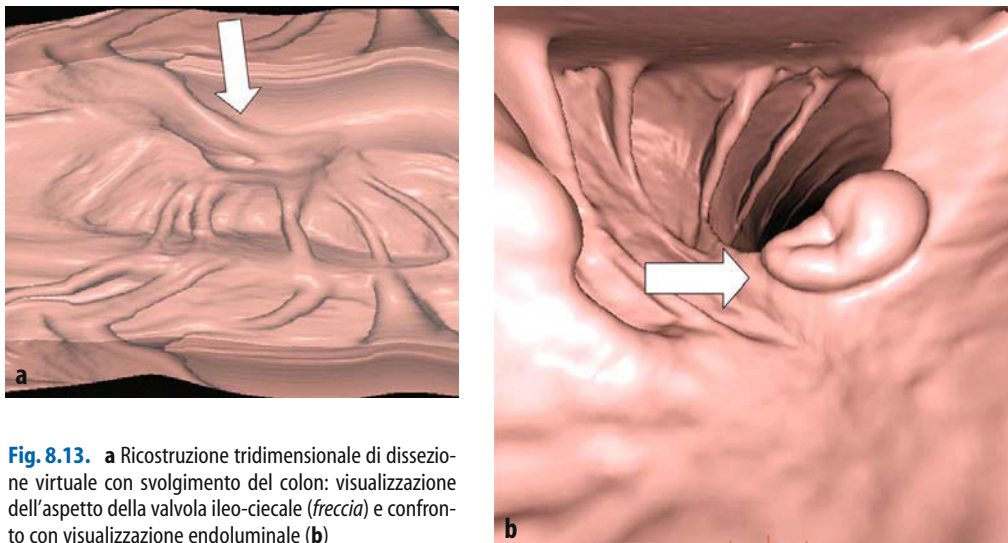 a
b
Fig. 8.13. a Ricostruzione tridimensionale di dissezio-
ne virtuale con svolgimento del colon: visualizzazione
dell'aspetto della valvola ileo-ciecale (freccia) e confron-
to con visualizzazione endoluminale (b)